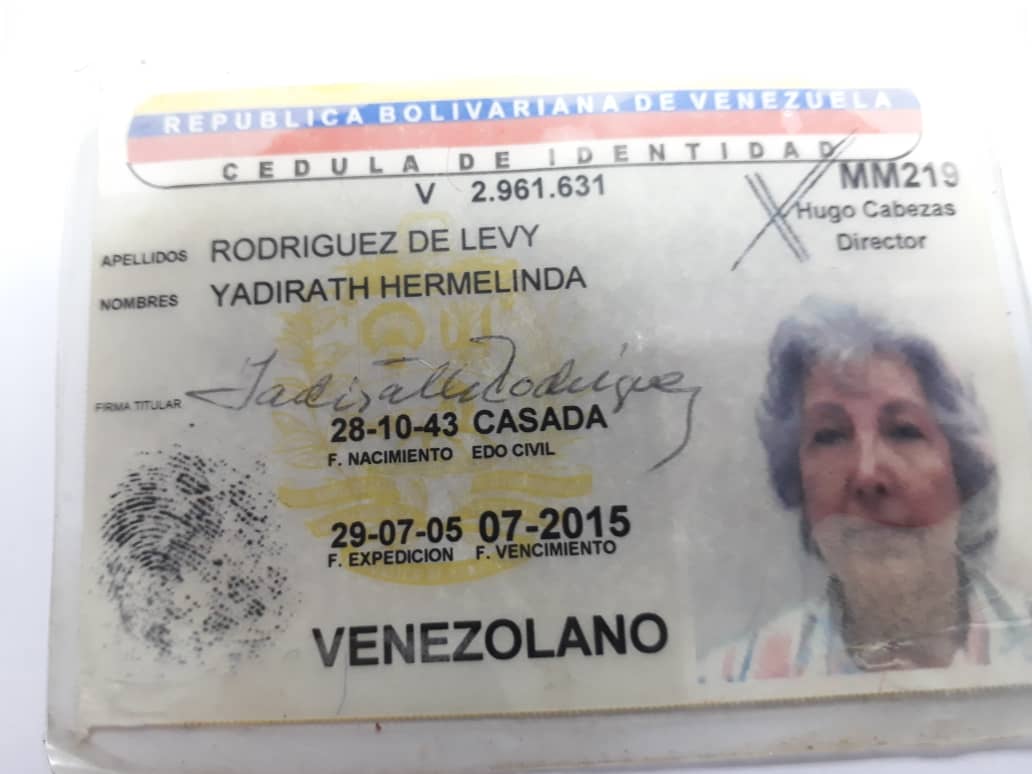 REPUBLICA BOLIVARIANA DE VENEZUELA
CEDULA DE IDENTIDAD
V 2.961.631
MM219
Hugo Cabezas
Director
APELLIDOS RODRIGUEZ DE LEVY
NOMBRES YADIRATH HERMELINDA
FIRMA TITULAR Yadirath Rodriguez
28-10-43 CASADA
F. NACIMIENTO EDO CIVIL
29-07-05 07-2015
F. EXPEDICION F. VENCIMIENTO
VENEZOLANO